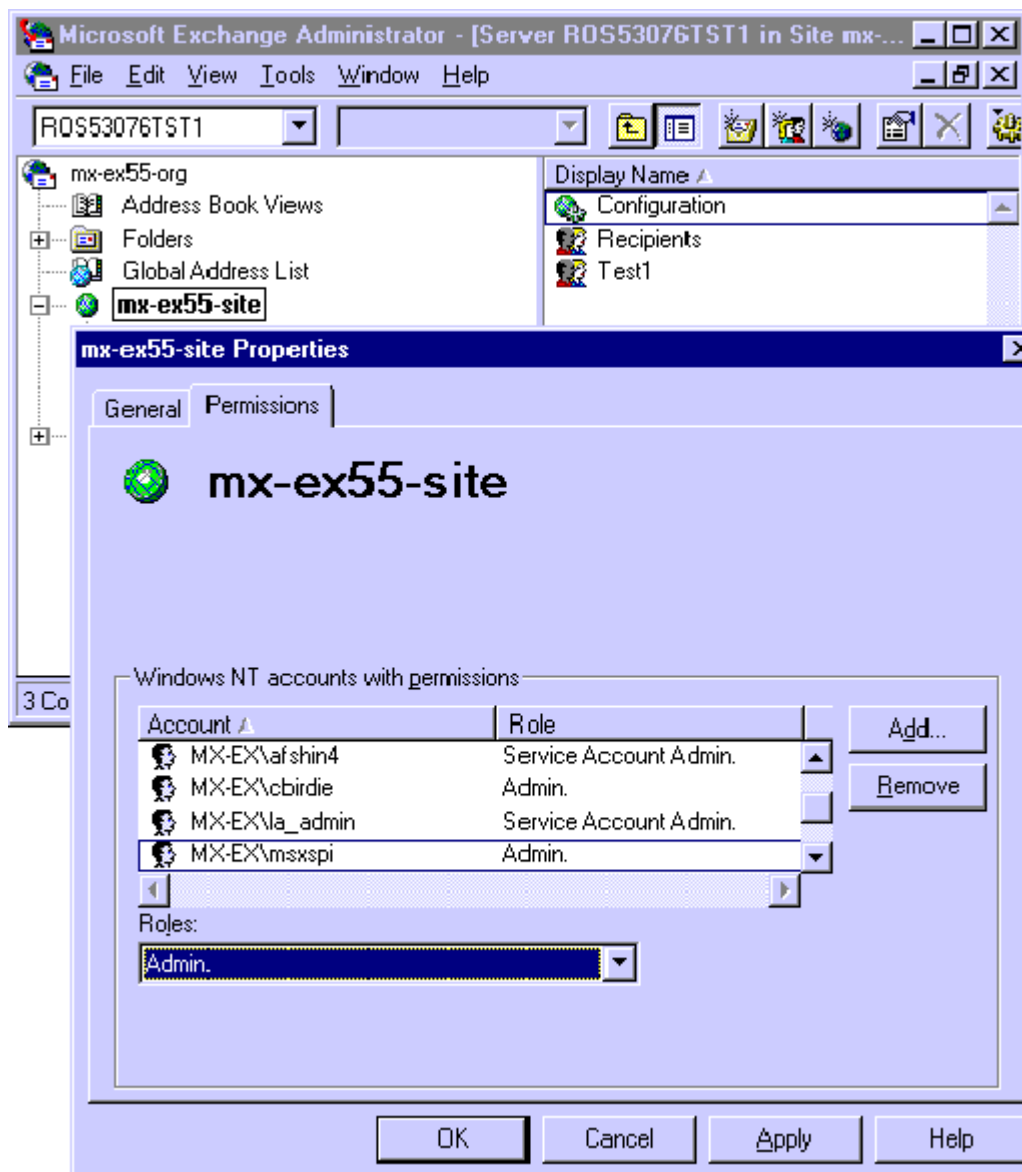 Microsoft Exchange Administrator - [Server ROS53076TST1 in Site mx-...
File Edit View Tools Window Help
ROS53076TST1
mx-ex55-org
Address Book Views
Folders
Global Address List
mx-ex55-site
Display Name
Configuration
Recipients
Test1
3 Co
mx-ex55-site Properties
General Permissions
mx-ex55-site
Windows NT accounts with permissions
Account Role
MX-EX\afshin4 Service Account Admin.
MX-EX\cbirdie Admin.
MX-EX\la_admin Service Account Admin.
MX-EX\msxspi Admin.
Add...
Remove
Roles:
Admin.
OK Cancel Apply Help